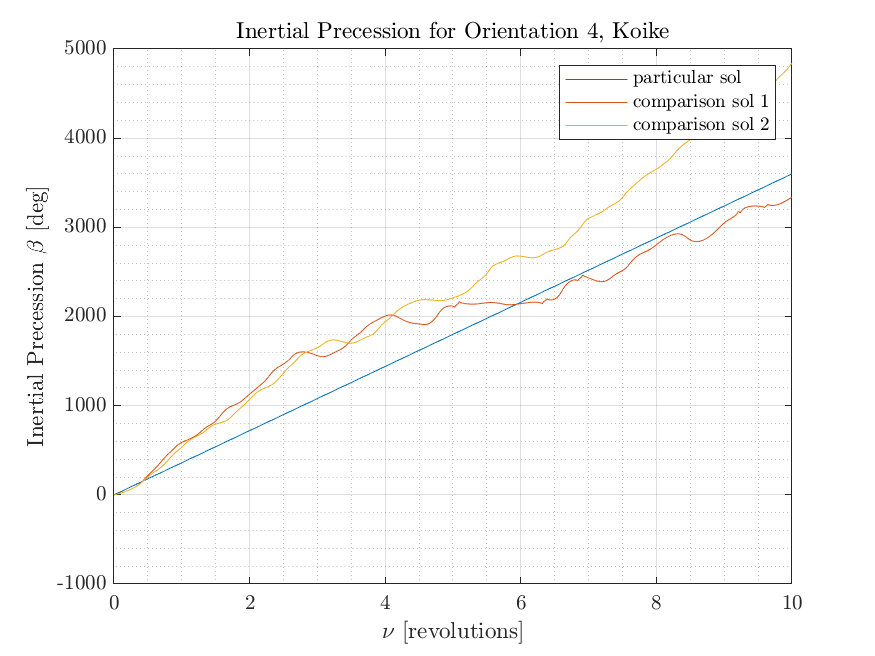 Inertial Precession for Orientation 4, Koike
5000
4000
3000
2000
1000
0
-1000
Inertial Precession β [deg]
particular sol
comparison sol 1
comparison sol 2
0 2 4 6 8 10
ν [revolutions]